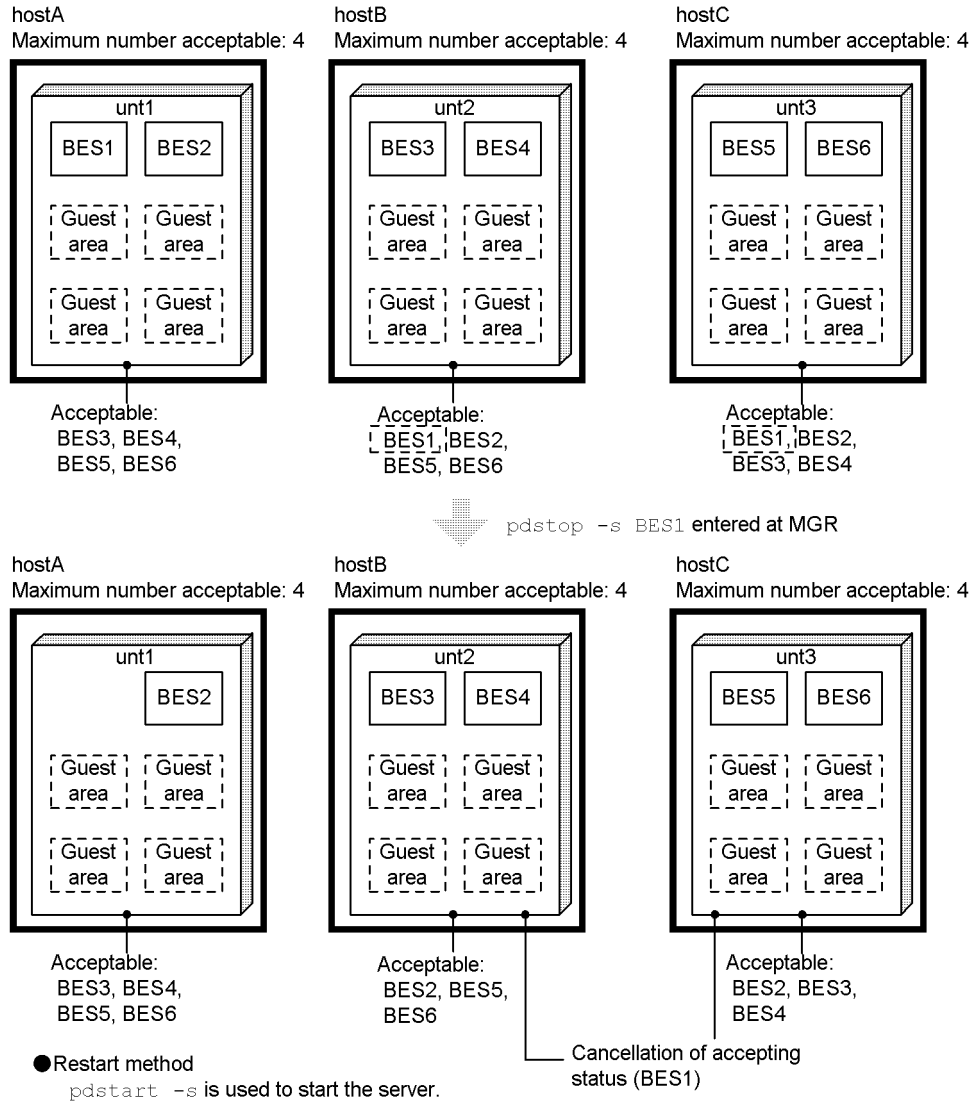 hostA
Maximum number acceptable: 4
hostB
Maximum number acceptable: 4
hostC
Maximum number acceptable: 4
unt1
BES1 BES2
Guest area
Guest area
Guest area
Guest area
unt2
BES3 BES4
Guest area
Guest area
Guest area
Guest area
unt3
BES5 BES6
Guest area
Guest area
Guest area
Guest area
Acceptable:
BES3, BES4,
BES5, BES6
Acceptable:
BES1, BES2,
BES5, BES6
Acceptable:
BES1, BES2,
BES3, BES4
pdstop -s BES1 entered at MGR
hostA
Maximum number acceptable: 4
hostB
Maximum number acceptable: 4
hostC
Maximum number acceptable: 4
unt1
BES2
Guest area
Guest area
Guest area
Guest area
unt2
BES3 BES4
Guest area
Guest area
Guest area
Guest area
unt3
BES5 BES6
Guest area
Guest area
Guest area
Guest area
Acceptable:
BES3, BES4,
BES5, BES6
Acceptable:
BES2, BES5,
BES6
Acceptable:
BES2, BES3,
BES4
Cancellation of accepting
status (BES1)
●Restart method
pdstart -s is used to start the server.